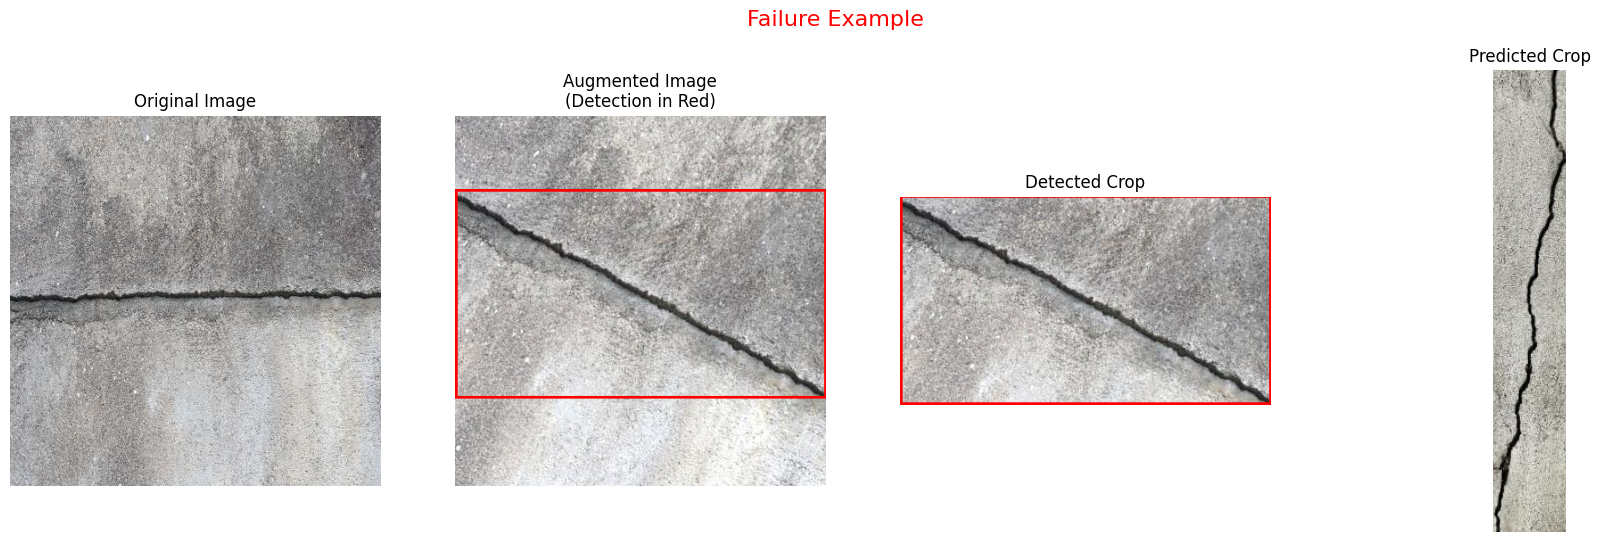 Failure Example
Original Image
Augmented Image
(Detection in Red)
Detected Crop
Predicted Crop